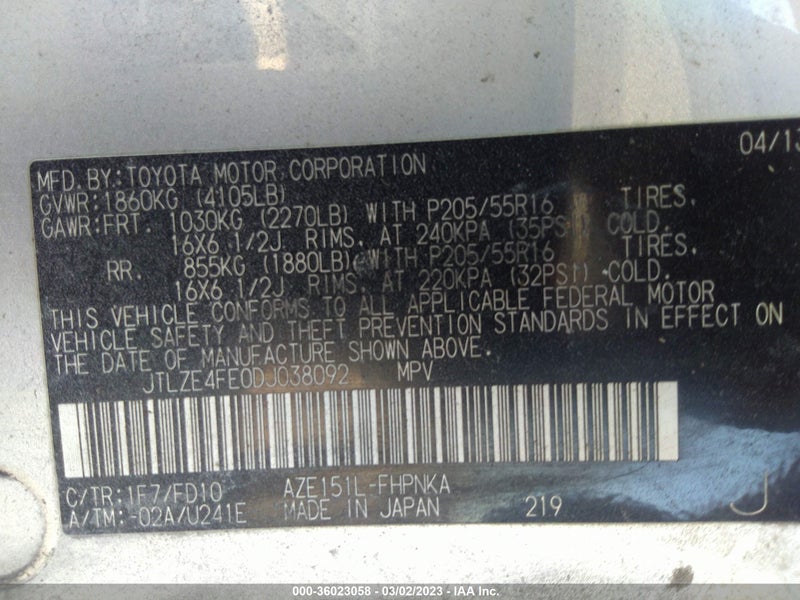 04/13
MFD. BY: TOYOTA MOTOR CORPORATION
GVWR: 1860KG (4105LB)
GAWR: FRT. 1030KG (2270LB) WITH P205/55R16 TIRES,
16X6 1/2J RIMS, AT 240KPA (35PSI) COLD.
RR. 855KG (1880LB) WITH P205/55R16 TIRES,
16X6 1/2J RIMS, AT 220KPA (32PSI) COLD.
THIS VEHICLE CONFORMS TO ALL APPLICABLE FEDERAL MOTOR
VEHICLE SAFETY AND THEFT PREVENTION STANDARDS IN EFFECT ON
THE DATE OF MANUFACTURE SHOWN ABOVE.
JTLZE4FE0DJ038092 MPV
C/TR: 1F7/FD10 AZE151L-FHPNKA
A/TM: -02A/U241E MADE IN JAPAN 219 J
000-36023058 - 03/02/2023 - IAA Inc.